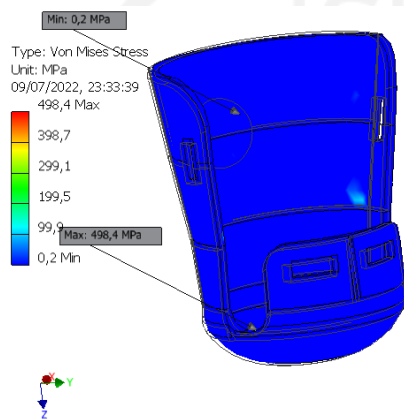 Min: 0,2 MPa
Type: Von Mises Stress
Unit: MPa
09/07/2022, 23:33:39
498,4 Max
398,7
299,1
199,5
99,9
Max: 498,4 MPa
0,2 Min
X
Y
Z